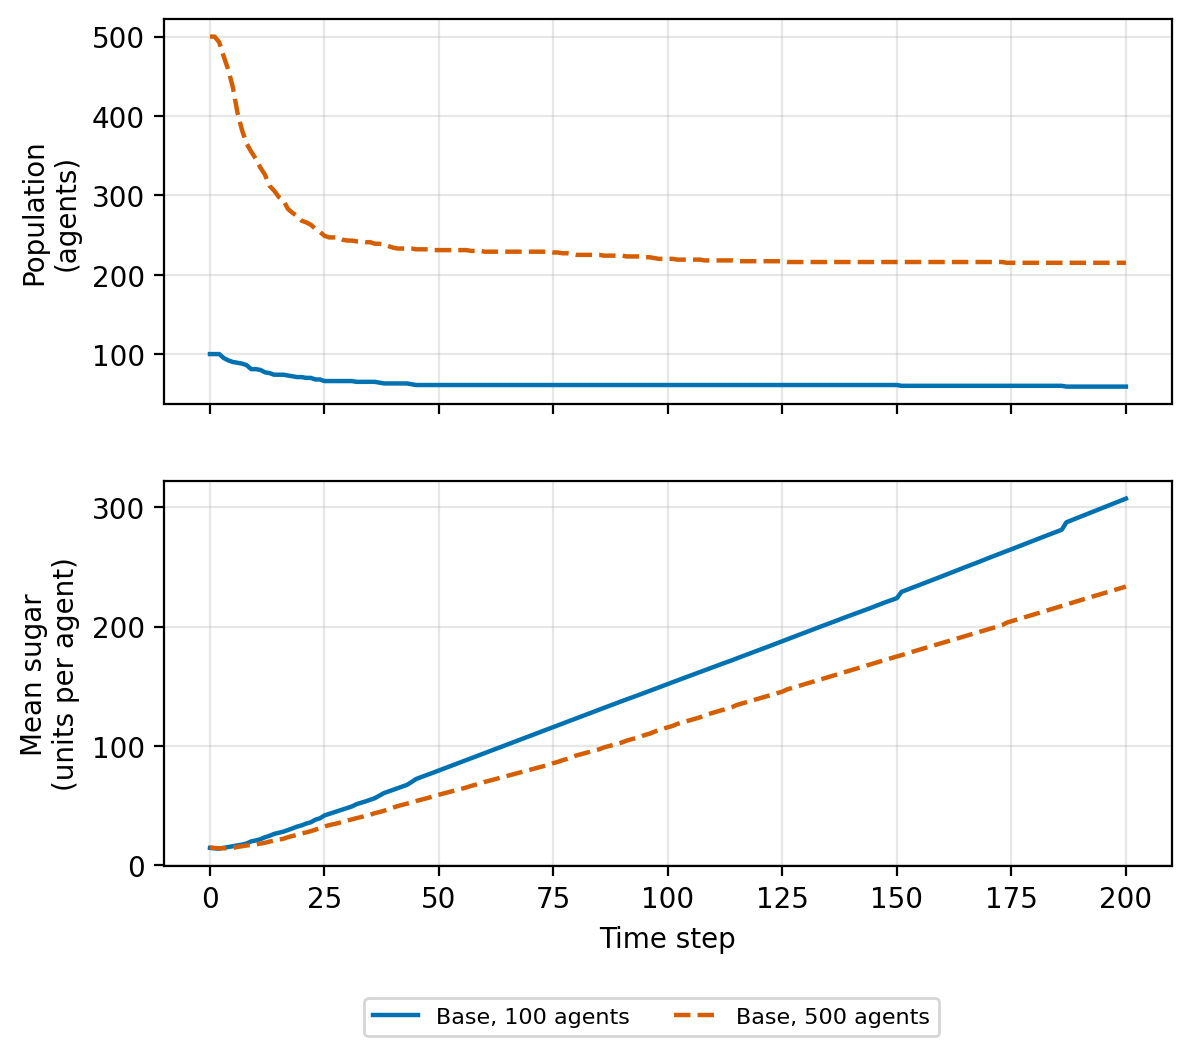 500
400
300
200
100
Population
(agents)
300
200
100
0
Mean sugar
(units per agent)
0 25 50 75 100 125 150 175 200
Time step
Base, 100 agents Base, 500 agents